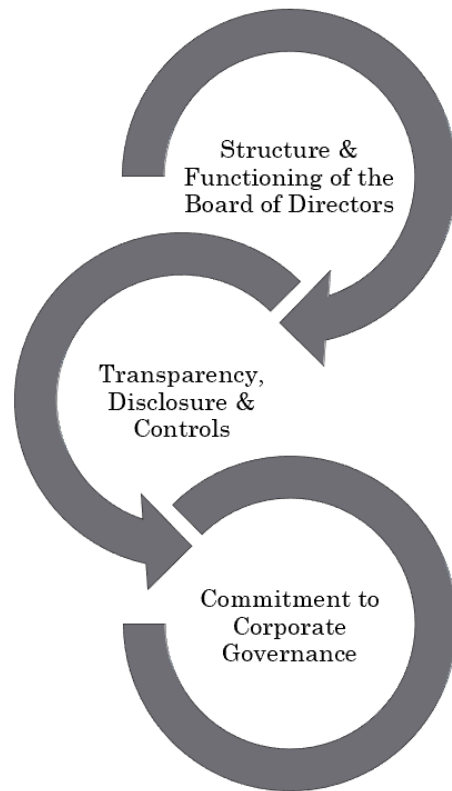 Structure &
Functioning of the
Board of Directors
Transparency,
Disclosure &
Controls
Commitment to
Corporate
Governance